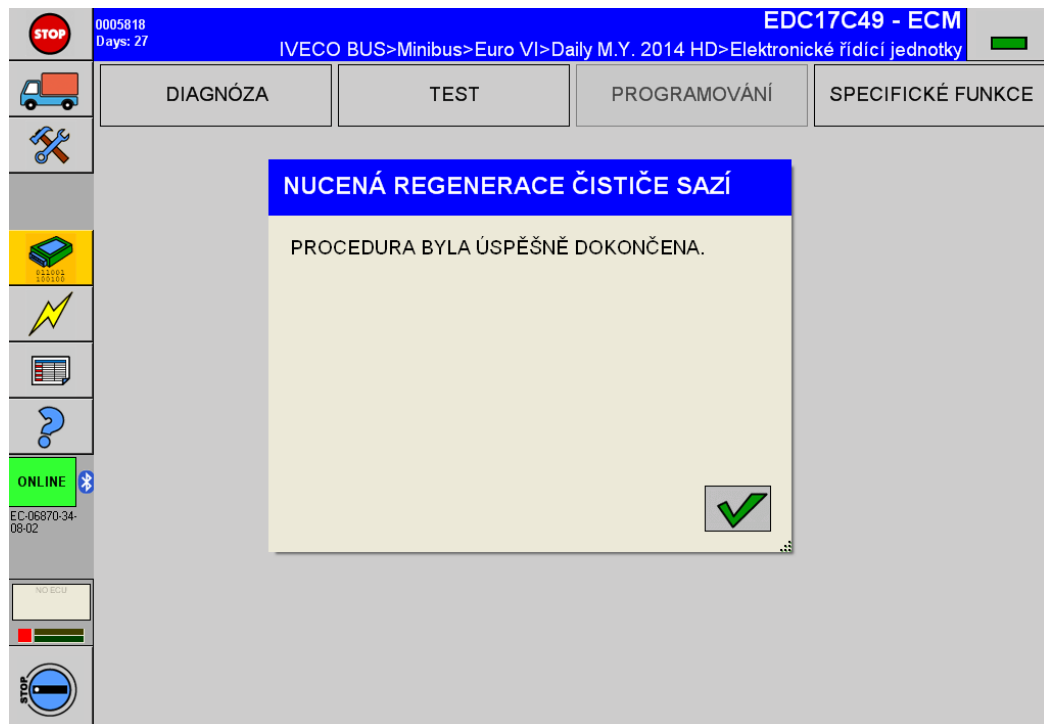 STOP
0005818
Days: 27
EDC17C49 - ECM
IVECO BUS>Minibus>Euro VI>Daily M.Y. 2014 HD>Elektronické řídící jednotky
DIAGNÓZA
TEST
PROGRAMOVÁNÍ
SPECIFICKÉ FUNKCE
NUCENÁ REGENERACE ČISTIČE SAZÍ
PROCEDURA BYLA ÚSPĚŠNĚ DOKONČENA.
011001
100100
ONLINE
EC-06870-34-
08-02
NO ECU
STOP